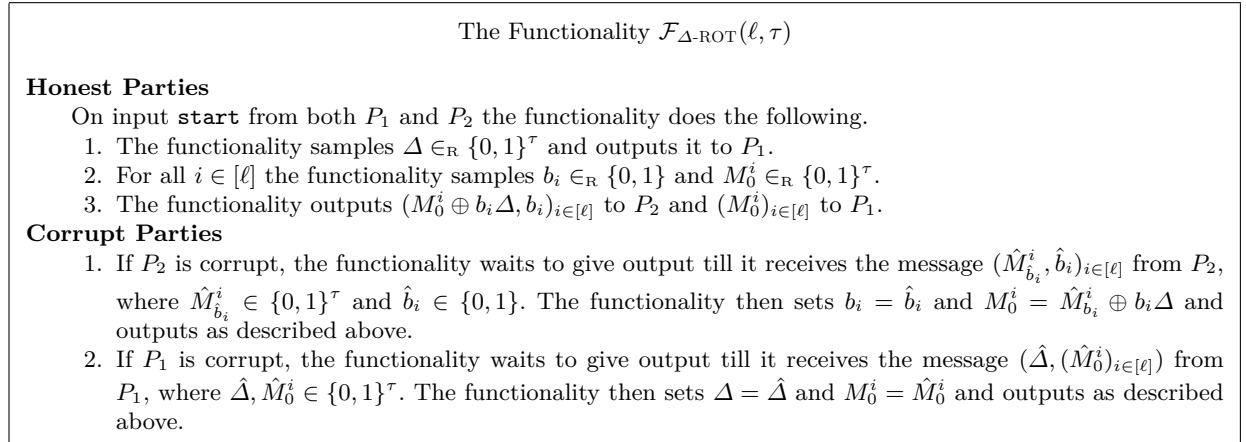 The Functionality $\mathcal{F}_{\Delta\text{-ROT}}(\ell, \tau)$
Honest Parties
On input start from both $P_1$ and $P_2$ the functionality does the following.
1. The functionality samples $\Delta \in_{\text{R}} \{0,1\}^\tau$ and outputs it to $P_1$.
2. For all $i \in [\ell]$ the functionality samples $b_i \in_{\text{R}} \{0,1\}$ and $M_0^i \in_{\text{R}} \{0,1\}^\tau$.
3. The functionality outputs $(M_0^i \oplus b_i\Delta, b_i)_{i\in[\ell]}$ to $P_2$ and $(M_0^i)_{i\in[\ell]}$ to $P_1$.
Corrupt Parties
1. If $P_2$ is corrupt, the functionality waits to give output till it receives the message $(\hat{M}^i_{\hat{b}_i}, \hat{b}_i)_{i\in[\ell]}$ from $P_2$,
where $\hat{M}^i_{\hat{b}_i} \in \{0,1\}^\tau$ and $\hat{b}_i \in \{0,1\}$. The functionality then sets $b_i = \hat{b}_i$ and $M_0^i = \hat{M}^i_{b_i} \oplus b_i\Delta$ and
outputs as described above.
2. If $P_1$ is corrupt, the functionality waits to give output till it receives the message $(\hat{\Delta}, (\hat{M}_0^i)_{i\in[\ell]})$ from
$P_1$, where $\hat{\Delta}, \hat{M}_0^i \in \{0,1\}^\tau$. The functionality then sets $\Delta = \hat{\Delta}$ and $M_0^i = \hat{M}_0^i$ and outputs as described
above.